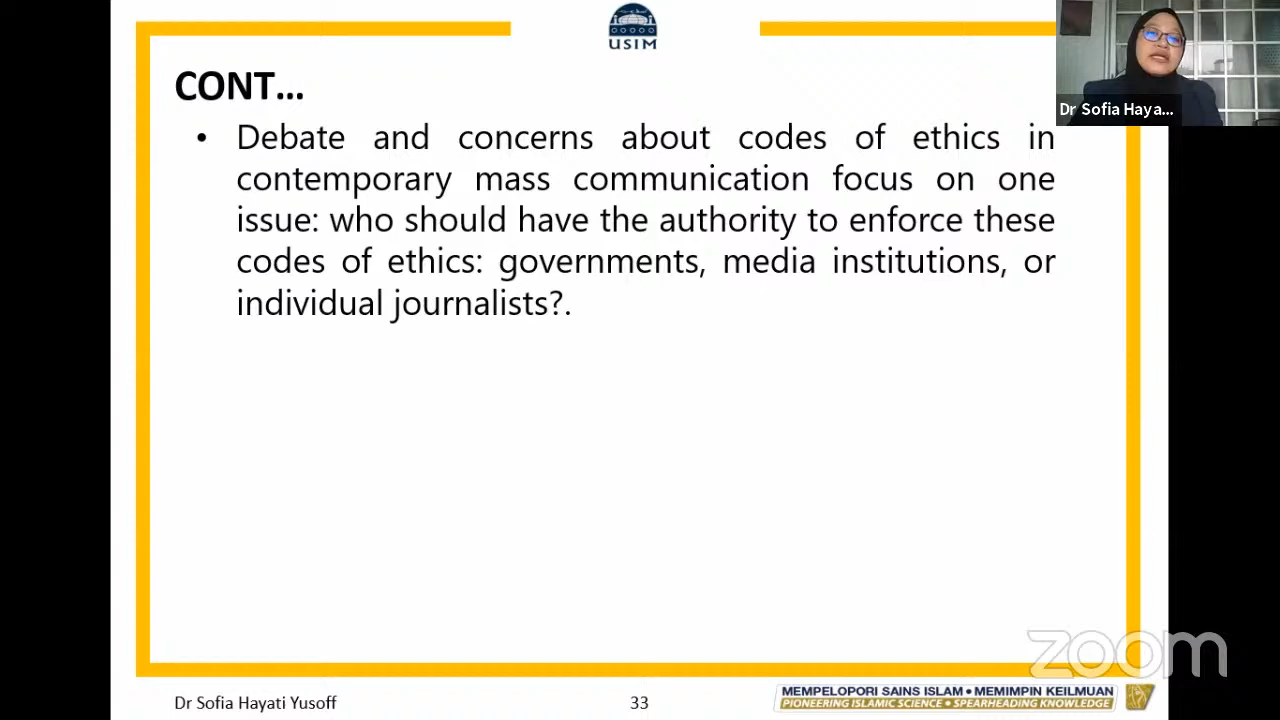 USIM
CONT...
• Debate and concerns about codes of ethics in
contemporary mass communication focus on one
issue: who should have the authority to enforce these
codes of ethics: governments, media institutions, or
individual journalists?.
Dr Sofia Haya...
zoom
Dr Sofia Hayati Yusoff
33
MEMPELOPORI SAINS ISLAM • MEMIMPIN KEILMUAN
PIONEERING ISLAMIC SCIENCE • SPEARHEADING KNOWLEDGE